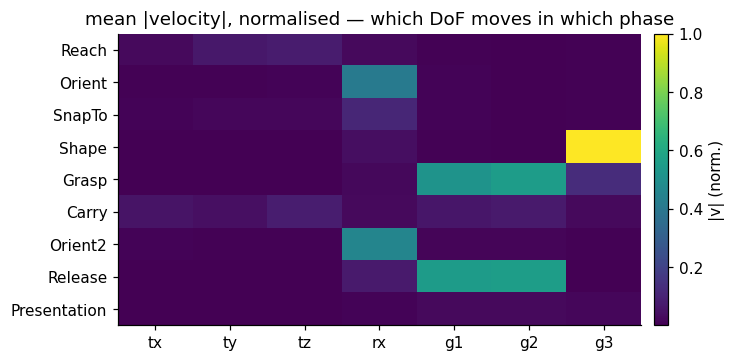 mean |velocity|, normalised — which DoF moves in which phase
Reach
Orient
SnapTo
Shape
Grasp
Carry
Orient2
Release
Presentation
tx ty tz rx g1 g2 g3
1.0
0.8
0.6
0.4
0.2
|v| (norm.)